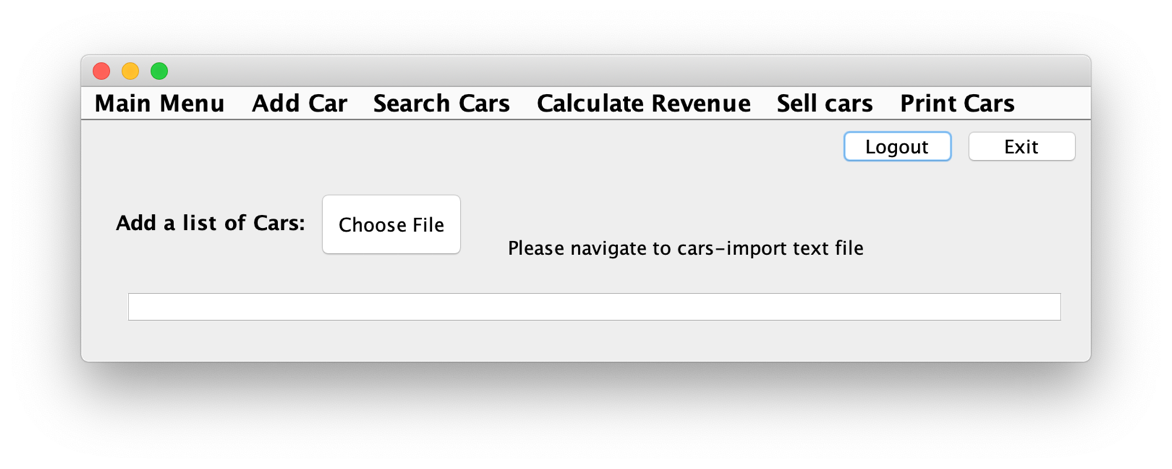 Main Menu Add Car Search Cars Calculate Revenue Sell cars Print Cars
Logout Exit
Add a list of Cars: Choose File
Please navigate to cars-import text file